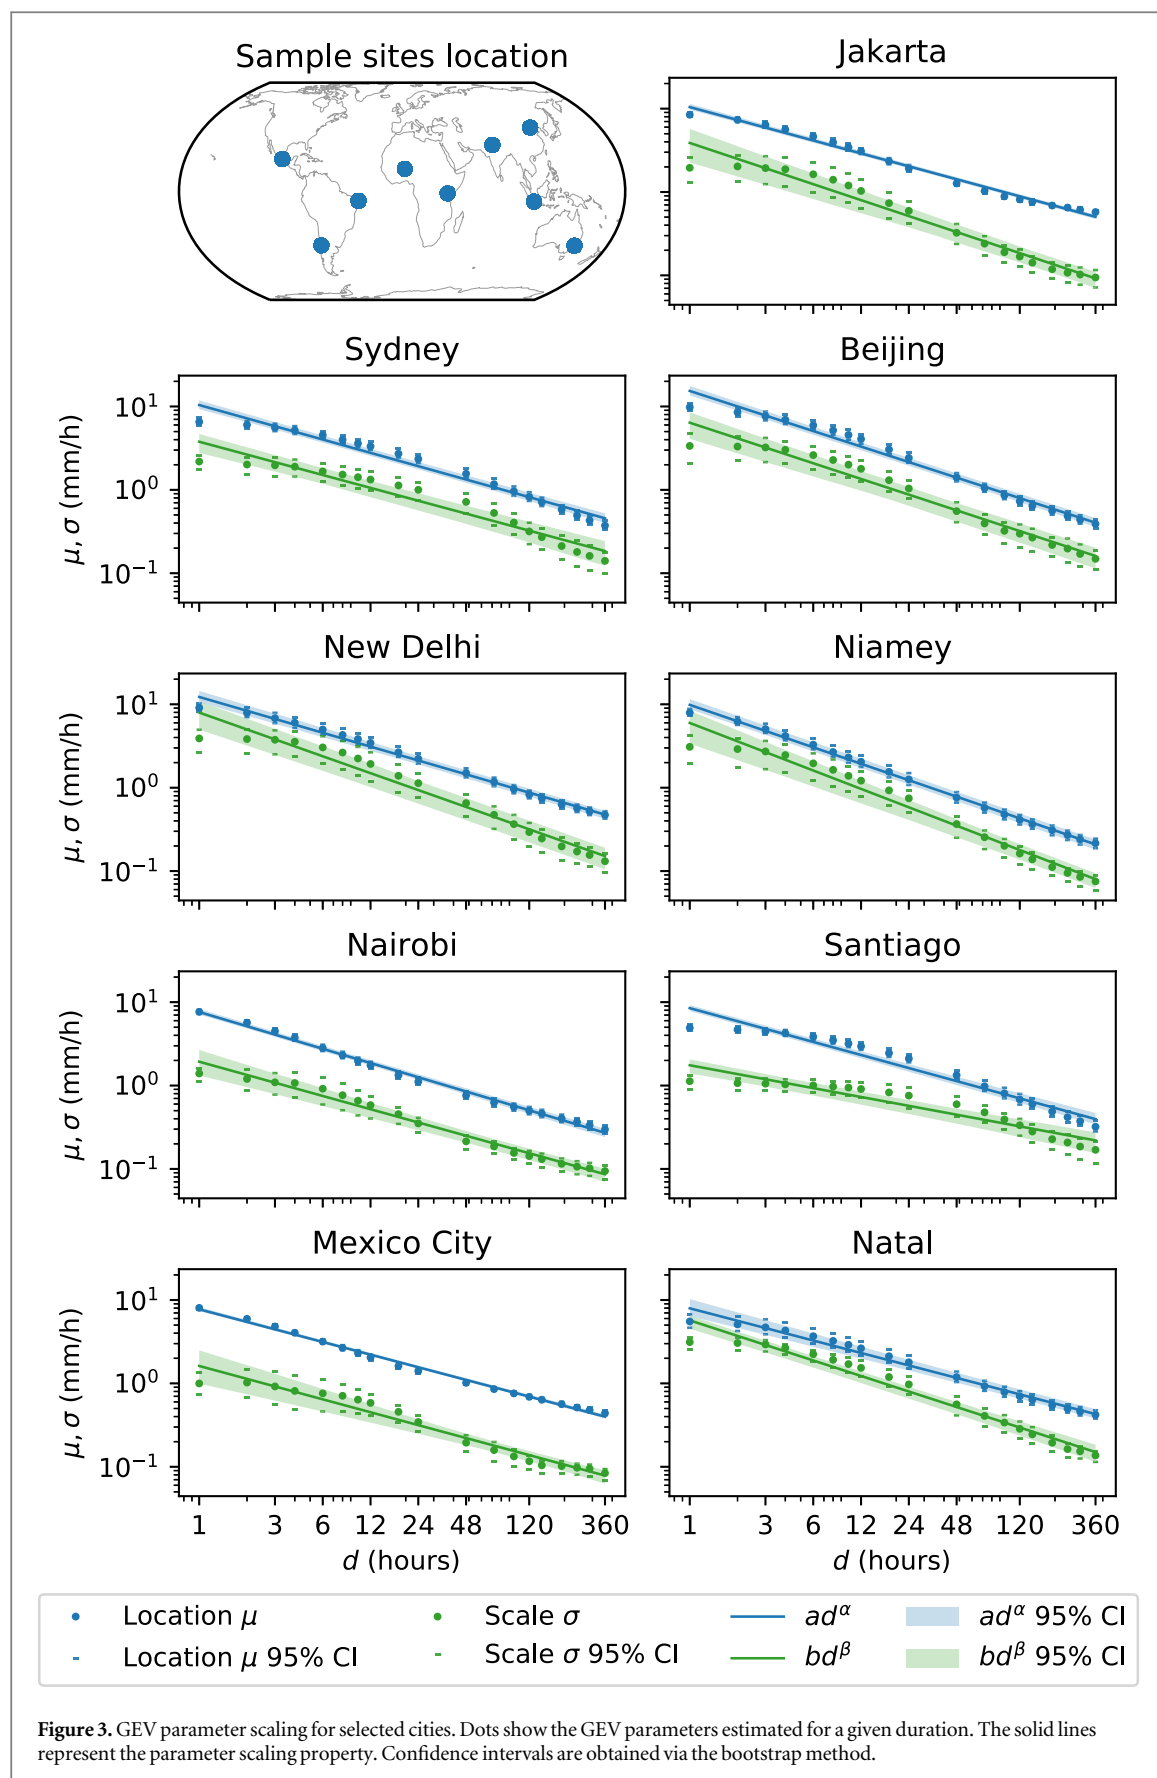 Sample sites location
Jakarta
Sydney
Beijing
10¹
10⁰
10⁻¹
μ, σ (mm/h)
New Delhi
Niamey
10¹
10⁰
10⁻¹
μ, σ (mm/h)
Nairobi
Santiago
10¹
10⁰
10⁻¹
μ, σ (mm/h)
Mexico City
Natal
10¹
10⁰
10⁻¹
μ, σ (mm/h)
1 3 6 12 24 48 120 360
1 3 6 12 24 48 120 360
d (hours)
d (hours)
Location μ
Scale σ
ad^α
ad^α 95% CI
Location μ 95% CI
Scale σ 95% CI
bd^β
bd^β 95% CI
Figure 3. GEV parameter scaling for selected cities. Dots show the GEV parameters estimated for a given duration. The solid lines
represent the parameter scaling property. Confidence intervals are obtained via the bootstrap method.